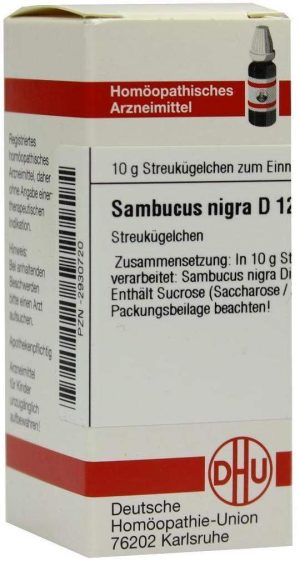 Homöopathisches
Arzneimittel
10 g Streukügelchen zum Einn
Sambucus nigra D 12
Streukügelchen
Zusammensetzung: In 10 g St
verarbeitet: Sambucus nigra Di
Enthält Sucrose (Saccharose /
Packungsbeilage beachten!
DHU
Deutsche
Homöopathie-Union
76202 Karlsruhe
Registriertes
homöopathisches
Arzneimittel, daher
ohne Angabe einer
therapeutischen
Indikation.
Hinweis:
Bei anhaltenden
Beschwerden
bitte einen Arzt
aufsuchen.
Apothekenpflichtig
Arzneimittel
für Kinder
unzugänglich
aufbewahren!
PZN -2930720